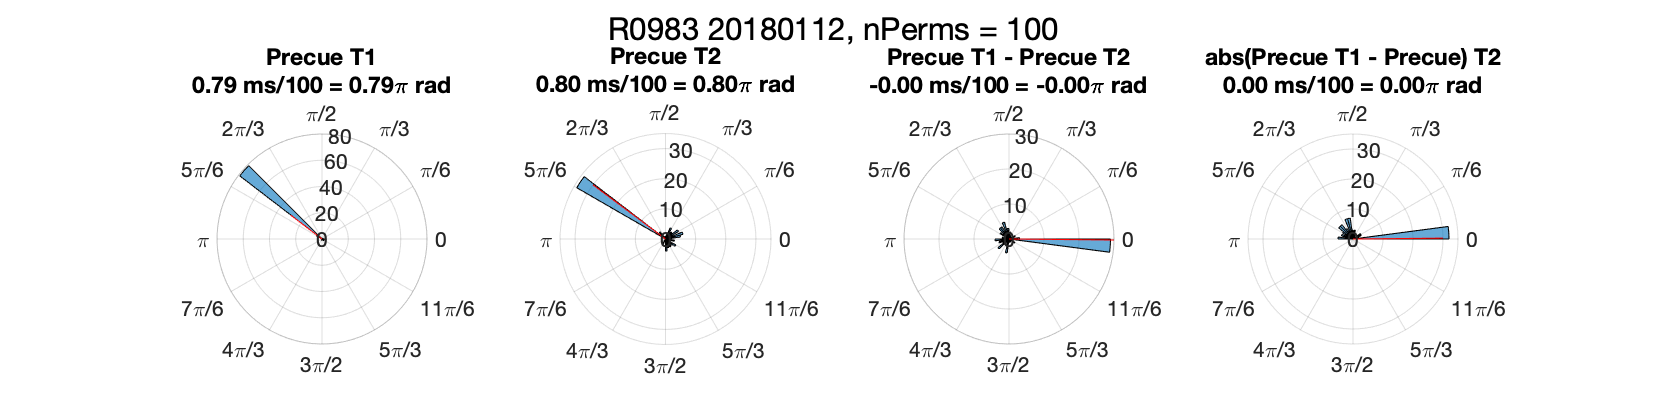 R0983 20180112, nPerms = 100
Precue T1
0.79 ms/100 = 0.79π rad
π/2
2π/3
π/3
5π/6
π/6
π
0
7π/6
11π/6
4π/3
5π/3
3π/2
80
60
40
20
0
Precue T2
0.80 ms/100 = 0.80π rad
π/2
2π/3
π/3
5π/6
π/6
π
0
7π/6
11π/6
4π/3
5π/3
3π/2
30
20
10
0
Precue T1 - Precue T2
-0.00 ms/100 = -0.00π rad
π/2
2π/3
π/3
5π/6
π/6
π
0
7π/6
11π/6
4π/3
5π/3
3π/2
30
20
10
0
abs(Precue T1 - Precue) T2
0.00 ms/100 = 0.00π rad
π/2
2π/3
π/3
5π/6
π/6
π
0
7π/6
11π/6
4π/3
5π/3
3π/2
30
20
10
0